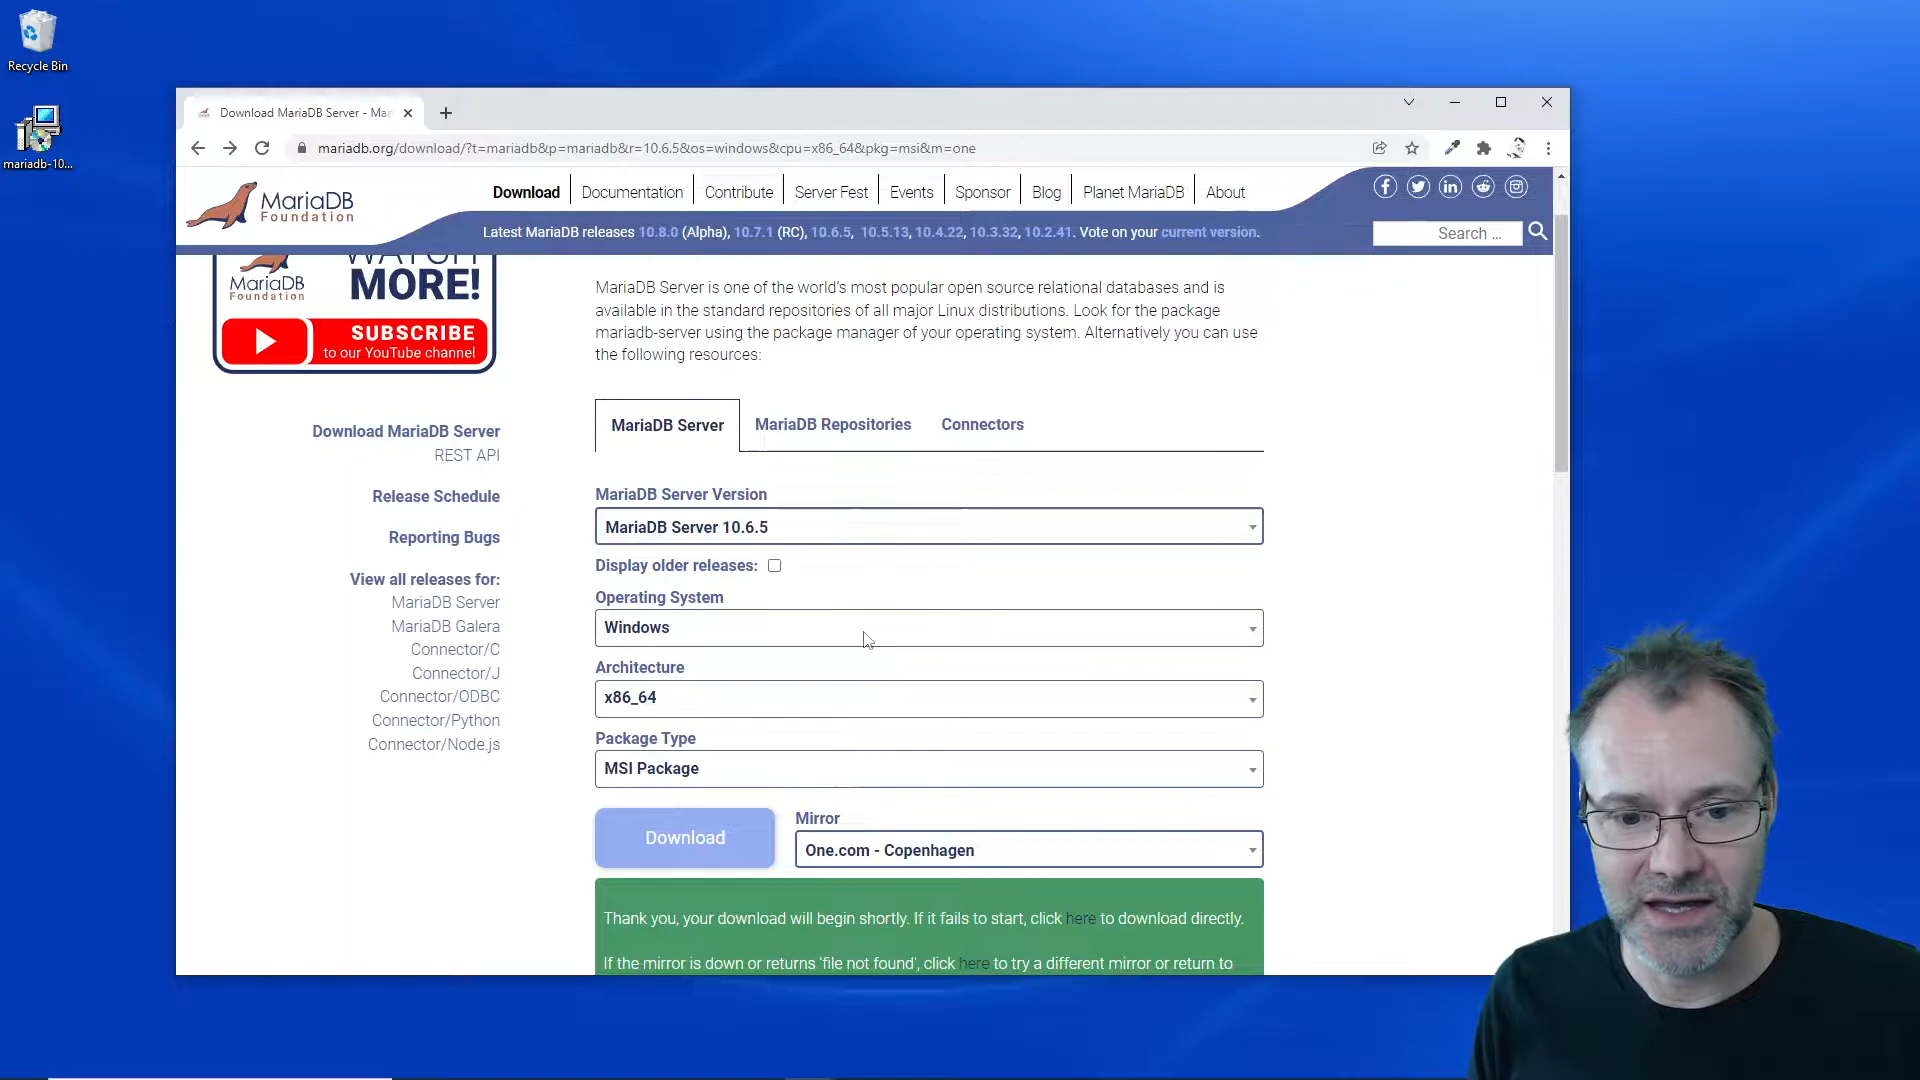 Recycle Bin
mariadb-10...
Download MariaDB Server - Mar
mariadb.org/download/?t=mariadb&p=mariadb&r=10.6.5&os=windows&cpu=x86_64&pkg=msi&m=one
MariaDB
Foundation
Download
Documentation
Contribute
Server Fest
Events
Sponsor
Blog
Planet MariaDB
About
Latest MariaDB releases 10.8.0 (Alpha), 10.7.1 (RC), 10.6.5, 10.5.13, 10.4.22, 10.3.32, 10.2.41. Vote on your current version.
Search ...
WATCH
MORE!
MariaDB
Foundation
SUBSCRIBE
to our YouTube channel
Download MariaDB Server
REST API
Release Schedule
Reporting Bugs
View all releases for:
MariaDB Server
MariaDB Galera
Connector/C
Connector/J
Connector/ODBC
Connector/Python
Connector/Node.js
MariaDB Server is one of the world's most popular open source relational databases and is
available in the standard repositories of all major Linux distributions. Look for the package
mariadb-server using the package manager of your operating system. Alternatively you can use
the following resources:
MariaDB Server
MariaDB Repositories
Connectors
MariaDB Server Version
MariaDB Server 10.6.5
Display older releases:
Operating System
Windows
Architecture
x86_64
Package Type
MSI Package
Download
Mirror
One.com - Copenhagen
Thank you, your download will begin shortly. If it fails to start, click here to download directly.
If the mirror is down or returns 'file not found', click here to try a different mirror or return to